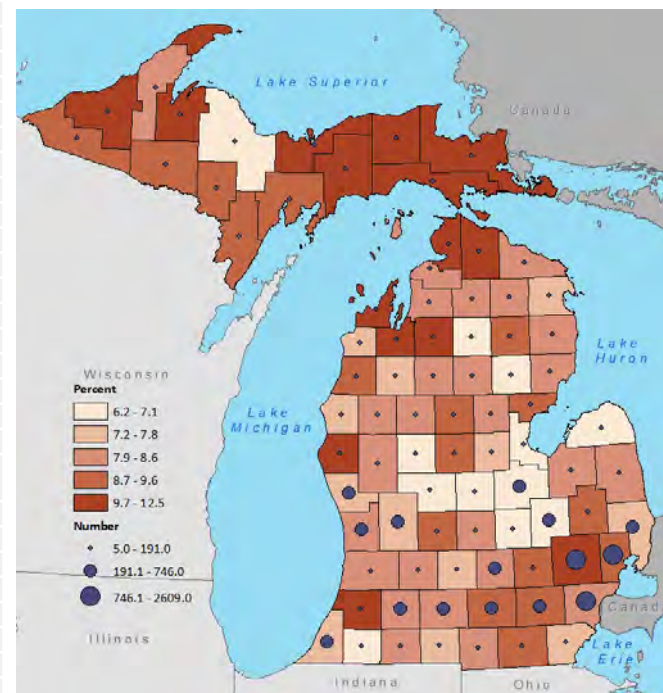 Lake Superior
Canada
Wisconsin
Percent
6.2 - 7.1
7.2 - 7.8
7.9 - 8.6
8.7 - 9.6
9.7 - 12.5
Number
5.0 - 191.0
191.1 - 746.0
746.1 - 2609.0
Lake
Michigan
Lake
Huron
Canad
Illinois
Lake
Erie
Indiana
Ohio